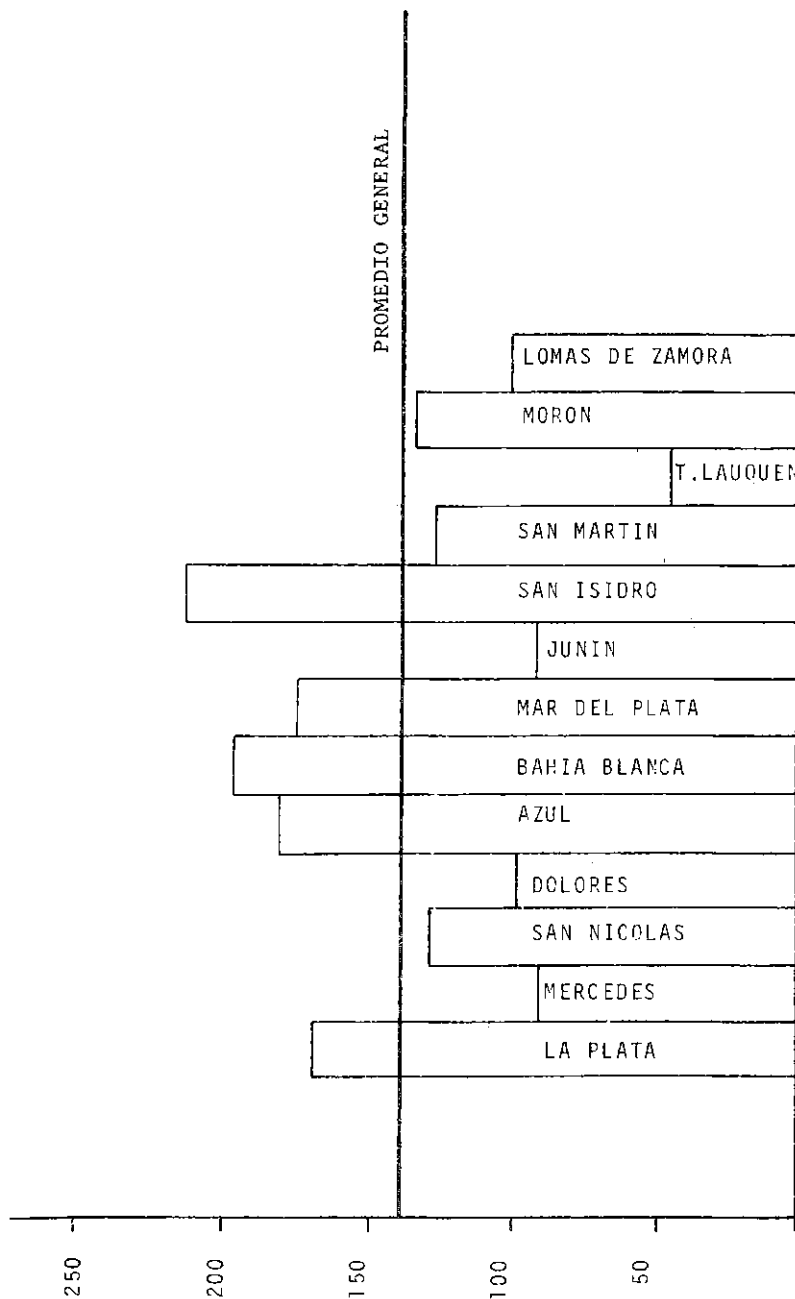 PROMEDIO GENERAL
LOMAS DE ZAMORA
MORON
T.LAUQUEN
SAN MARTIN
SAN ISIDRO
JUNIN
MAR DEL PLATA
BAHIA BLANCA
AZUL
DOLORES
SAN NICOLAS
MERCEDES
LA PLATA
250
200
150
100
50